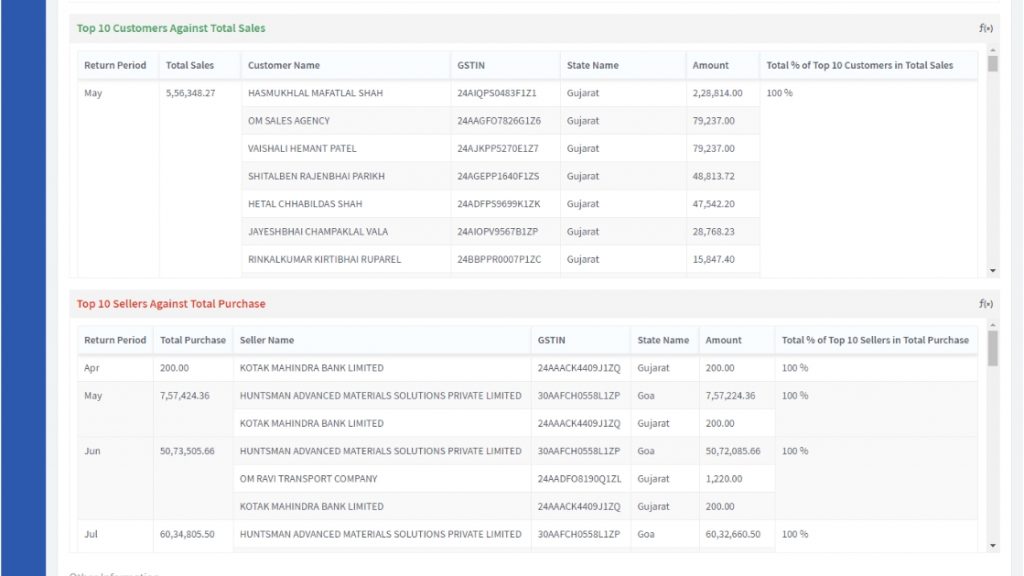 Top 10 Customers Against Total Sales f(x)
Return Period Total Sales Customer Name GSTIN State Name Amount Total % of Top 10 Customers in Total Sales
May 5,56,348.27 HASMUKHLAL MAFATLAL SHAH 24AIQPS0483F1Z1 Gujarat 2,28,814.00 100 %
OM SALES AGENCY 24AAGFO7826G1Z6 Gujarat 79,237.00
VAISHALI HEMANT PATEL 24AJKPP5270E1Z7 Gujarat 79,237.00
SHITALBEN RAJENBHAI PARIKH 24AGEPP1640F1ZS Gujarat 48,813.72
HETAL CHHABILDAS SHAH 24ADFPS9699K1ZK Gujarat 47,542.20
JAYESHBHAI CHAMPAKLAL VALA 24AIOPV9567B1ZP Gujarat 28,768.23
RINKALKUMAR KIRTIBHAI RUPAREL 24BBPPR0007P1ZC Gujarat 15,847.40
Top 10 Sellers Against Total Purchase f(x)
Return Period Total Purchase Seller Name GSTIN State Name Amount Total % of Top 10 Sellers in Total Purchase
Apr 200.00 KOTAK MAHINDRA BANK LIMITED 24AAACK4409J1ZQ Gujarat 200.00 100 %
May 7,57,424.36 HUNTSMAN ADVANCED MATERIALS SOLUTIONS PRIVATE LIMITED 30AAFCH0558L1ZP Goa 7,57,224.36 100 %
KOTAK MAHINDRA BANK LIMITED 24AAACK4409J1ZQ Gujarat 200.00
Jun 50,73,505.66 HUNTSMAN ADVANCED MATERIALS SOLUTIONS PRIVATE LIMITED 30AAFCH0558L1ZP Goa 50,72,085.66 100 %
OM RAVI TRANSPORT COMPANY 24AADFO8190Q1ZL Gujarat 1,220.00
KOTAK MAHINDRA BANK LIMITED 24AAACK4409J1ZQ Gujarat 200.00
Jul 60,34,805.50 HUNTSMAN ADVANCED MATERIALS SOLUTIONS PRIVATE LIMITED 30AAFCH0558L1ZP Goa 60,32,660.50 100 %
Other Information